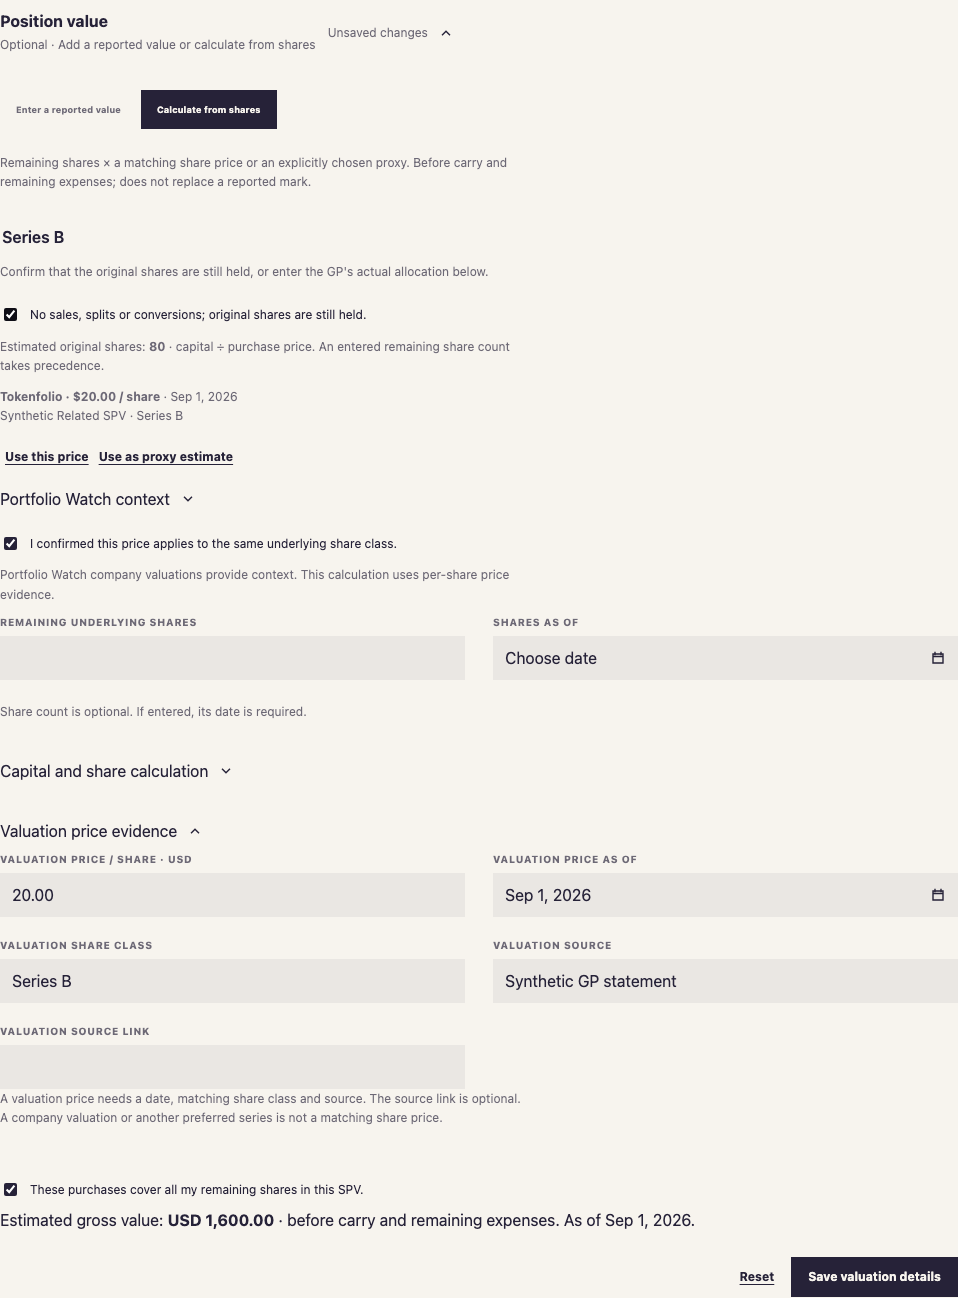 Position value
Optional · Add a reported value or calculate from shares
Unsaved changes
Enter a reported value
Calculate from shares
Remaining shares × a matching share price or an explicitly chosen proxy. Before carry and
remaining expenses; does not replace a reported mark.
Series B
Confirm that the original shares are still held, or enter the GP's actual allocation below.
No sales, splits or conversions; original shares are still held.
Estimated original shares: 80 · capital ÷ purchase price. An entered remaining share count
takes precedence.
Tokenfolio · $20.00 / share · Sep 1, 2026
Synthetic Related SPV · Series B
Use this price Use as proxy estimate
Portfolio Watch context
I confirmed this price applies to the same underlying share class.
Portfolio Watch company valuations provide context. This calculation uses per-share price
evidence.
REMAINING UNDERLYING SHARES
SHARES AS OF
Choose date
Share count is optional. If entered, its date is required.
Capital and share calculation
Valuation price evidence
VALUATION PRICE / SHARE · USD
VALUATION PRICE AS OF
20.00
Sep 1, 2026
VALUATION SHARE CLASS
VALUATION SOURCE
Series B
Synthetic GP statement
VALUATION SOURCE LINK
A valuation price needs a date, matching share class and source. The source link is optional.
A company valuation or another preferred series is not a matching share price.
These purchases cover all my remaining shares in this SPV.
Estimated gross value: USD 1,600.00 · before carry and remaining expenses. As of Sep 1, 2026.
Reset
Save valuation details